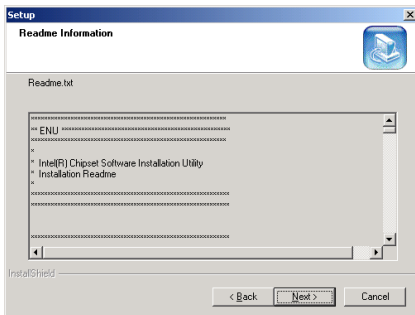 Setup
Readme Information
Readme.txt
** ENU **
* Intel(R) Chipset Software Installation Utility
* Installation Readme
InstallShield
< Back
Next >
Cancel